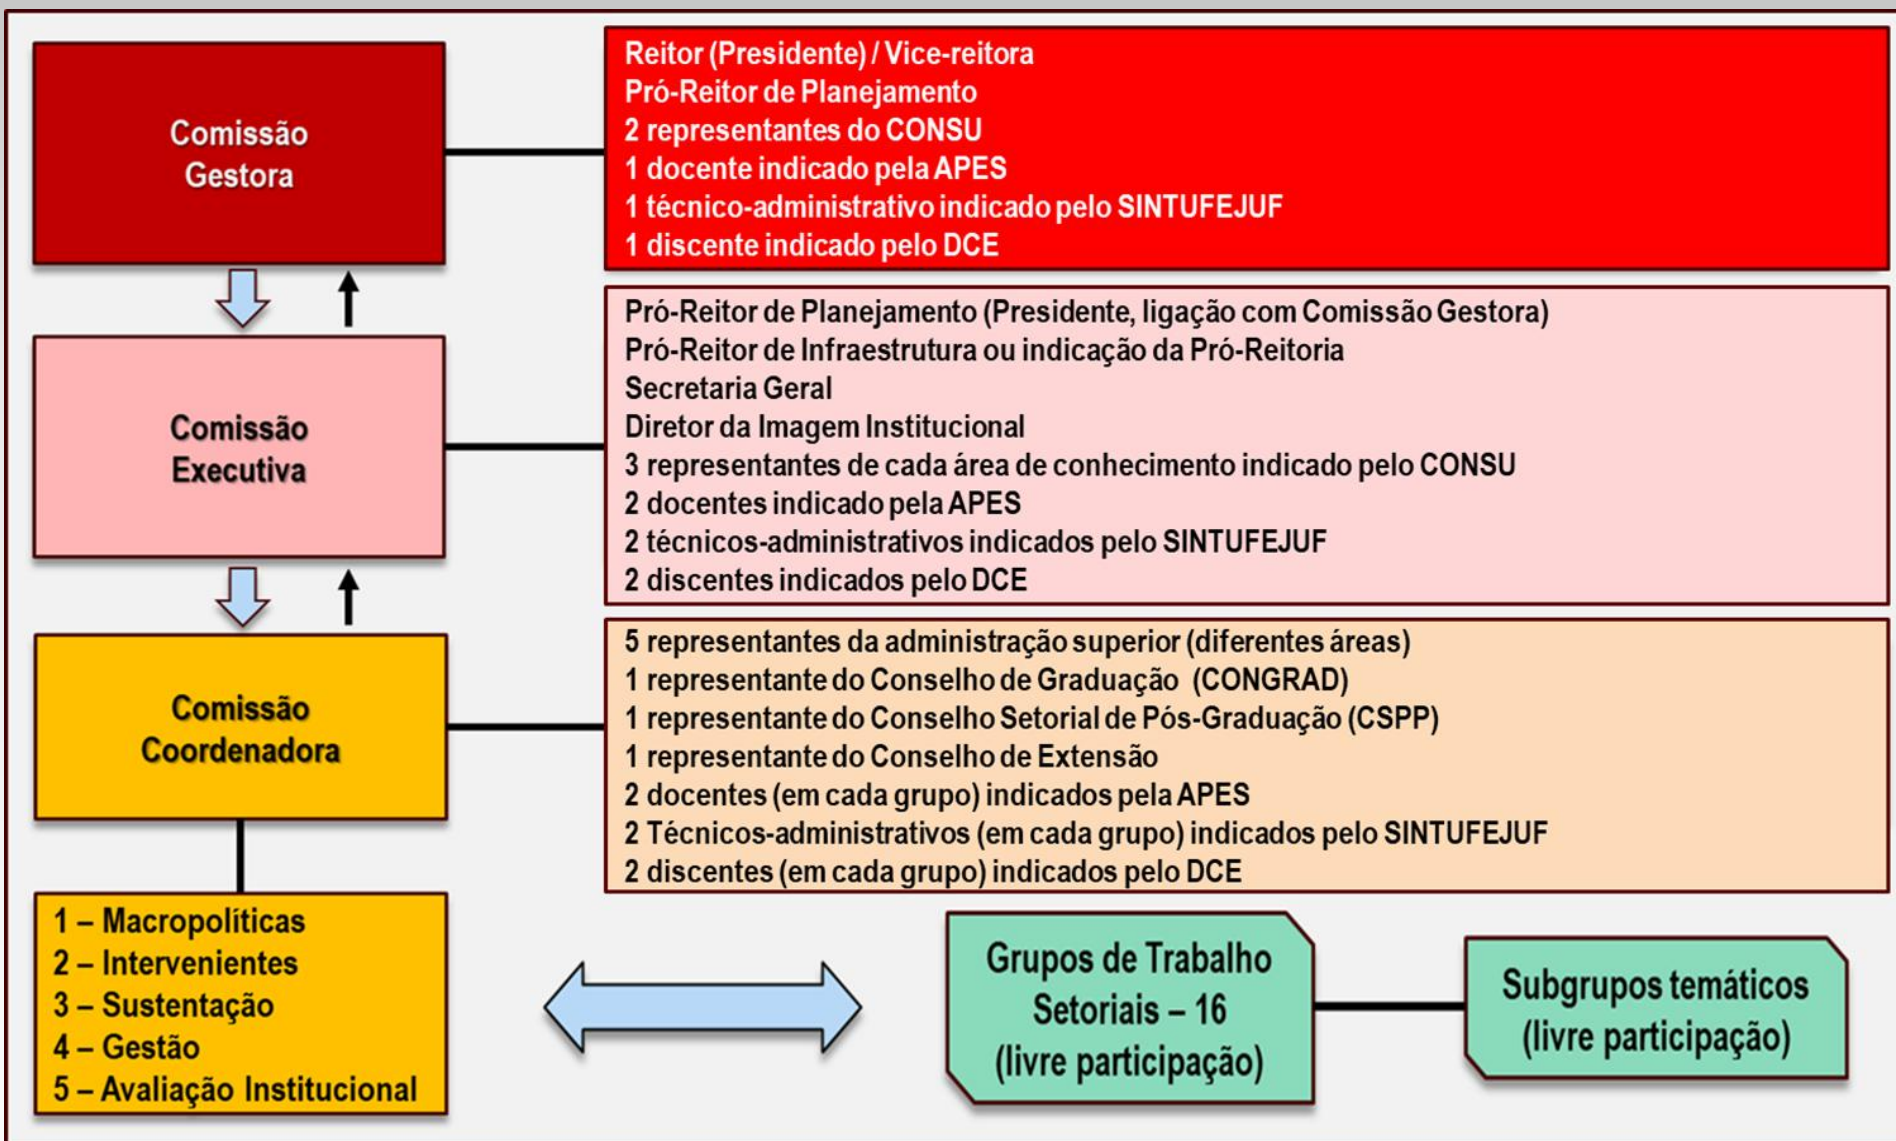 Comissão
Gestora
Reitor (Presidente) / Vice-reitora
Pró-Reitor de Planejamento
2 representantes do CONSU
1 docente indicado pela APES
1 técnico-administrativo indicado pelo SINTUFEJUF
1 discente indicado pelo DCE
Comissão
Executiva
Pró-Reitor de Planejamento (Presidente, ligação com Comissão Gestora)
Pró-Reitor de Infraestrutura ou indicação da Pró-Reitoria
Secretaria Geral
Diretor da Imagem Institucional
3 representantes de cada área de conhecimento indicado pelo CONSU
2 docentes indicado pela APES
2 técnicos-administrativos indicados pelo SINTUFEJUF
2 discentes indicados pelo DCE
Comissão
Coordenadora
5 representantes da administração superior (diferentes áreas)
1 representante do Conselho de Graduação (CONGRAD)
1 representante do Conselho Setorial de Pós-Graduação (CSPP)
1 representante do Conselho de Extensão
2 docentes (em cada grupo) indicados pela APES
2 Técnicos-administrativos (em cada grupo) indicados pelo SINTUFEJUF
2 discentes (em cada grupo) indicados pelo DCE
1 – Macropolíticas
2 – Intervenientes
3 – Sustentação
4 – Gestão
5 – Avaliação Institucional
Grupos de Trabalho
Setoriais – 16
(livre participação)
Subgrupos temáticos
(livre participação)